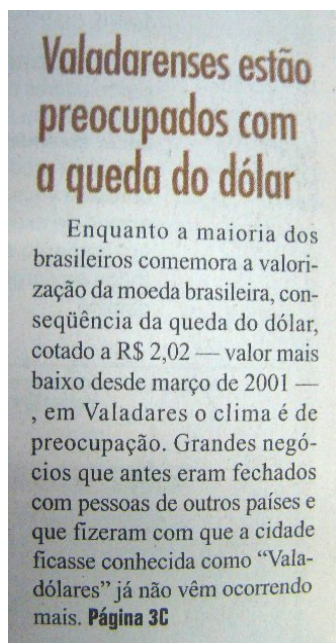 Valadarenses estão
preocupados com
a queda do dólar
Enquanto a maioria dos
brasileiros comemora a valori-
zação da moeda brasileira, con-
seqüência da queda do dólar,
cotado a R$ 2,02 — valor mais
baixo desde março de 2001 —
, em Valadares o clima é de
preocupação. Grandes negó-
cios que antes eram fechados
com pessoas de outros países e
que fizeram com que a cidade
ficasse conhecida como “Vala-
dólares” já não vêm ocorrendo
mais. Página 3C